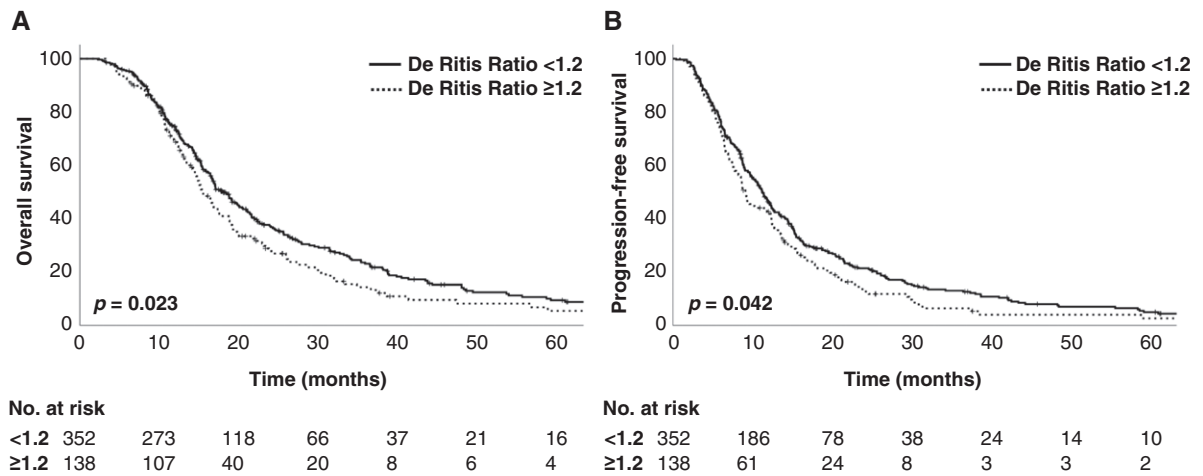 A
Overall survival
100
80
60
40
20
0
De Ritis Ratio <1.2
De Ritis Ratio ≥1.2
p = 0.023
0 10 20 30 40 50 60
Time (months)
No. at risk
<1.2 352 273 118 66 37 21 16
≥1.2 138 107 40 20 8 6 4
B
Progression-free survival
100
80
60
40
20
0
De Ritis Ratio <1.2
De Ritis Ratio ≥1.2
p = 0.042
0 10 20 30 40 50 60
Time (months)
No. at risk
<1.2 352 186 78 38 24 14 10
≥1.2 138 61 24 8 3 3 2